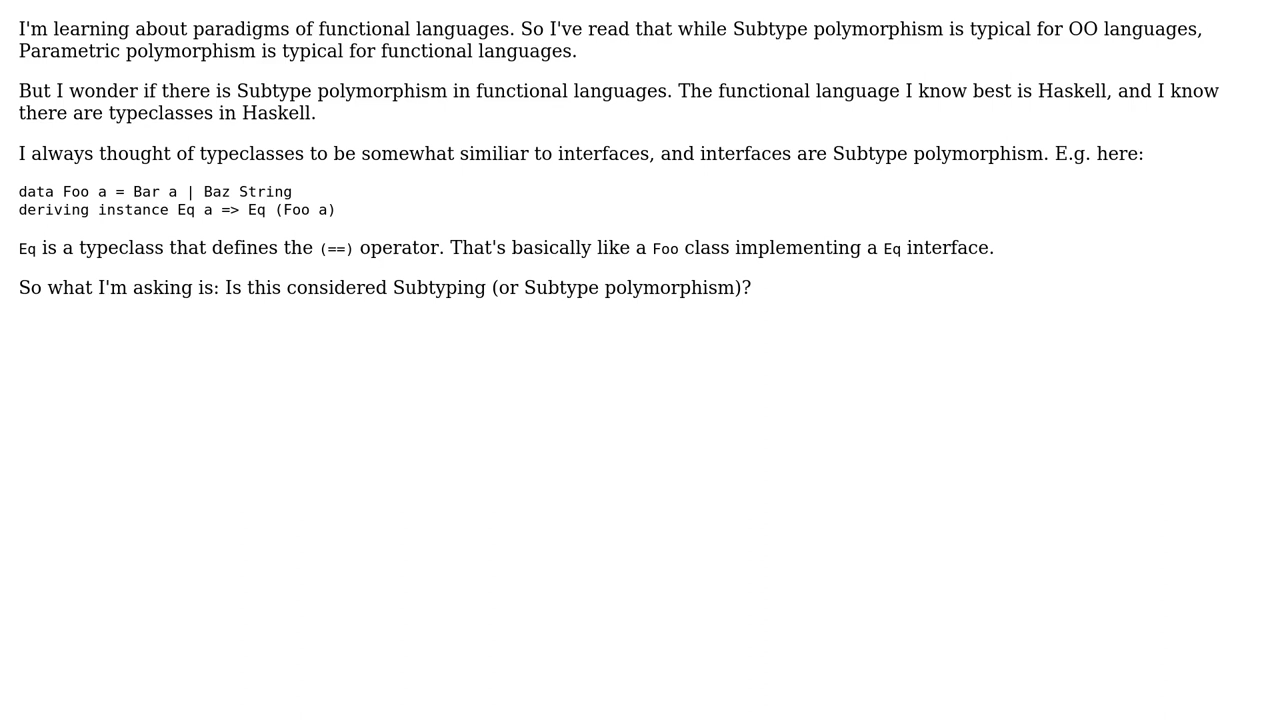 I'm learning about paradigms of functional languages. So I've read that while Subtype polymorphism is typical for OO languages,
Parametric polymorphism is typical for functional languages.
But I wonder if there is Subtype polymorphism in functional languages. The functional language I know best is Haskell, and I know
there are typeclasses in Haskell.
I always thought of typeclasses to be somewhat similiar to interfaces, and interfaces are Subtype polymorphism. E.g. here:
data Foo a = Bar a | Baz String
deriving instance Eq a => Eq (Foo a)
Eq is a typeclass that defines the (==) operator. That's basically like a Foo class implementing a Eq interface.
So what I'm asking is: Is this considered Subtyping (or Subtype polymorphism)?